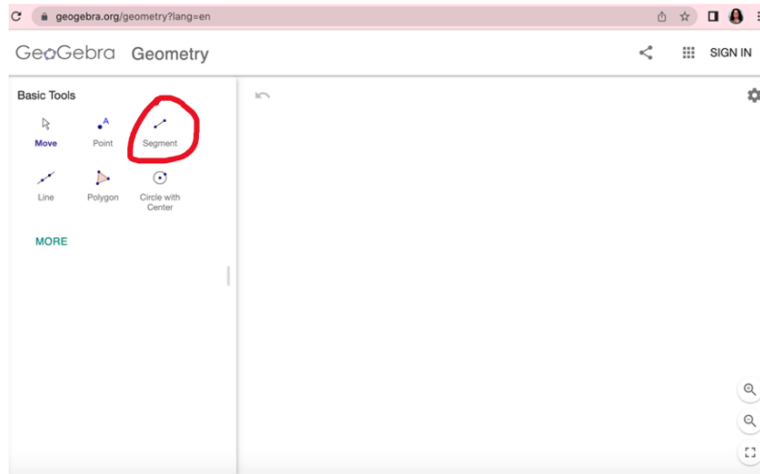 geogebra.org/geometry?lang=en
GeoGebra Geometry
SIGN IN
Basic Tools
A
Move Point Segment
Line Polygon Circle with
Center
MORE